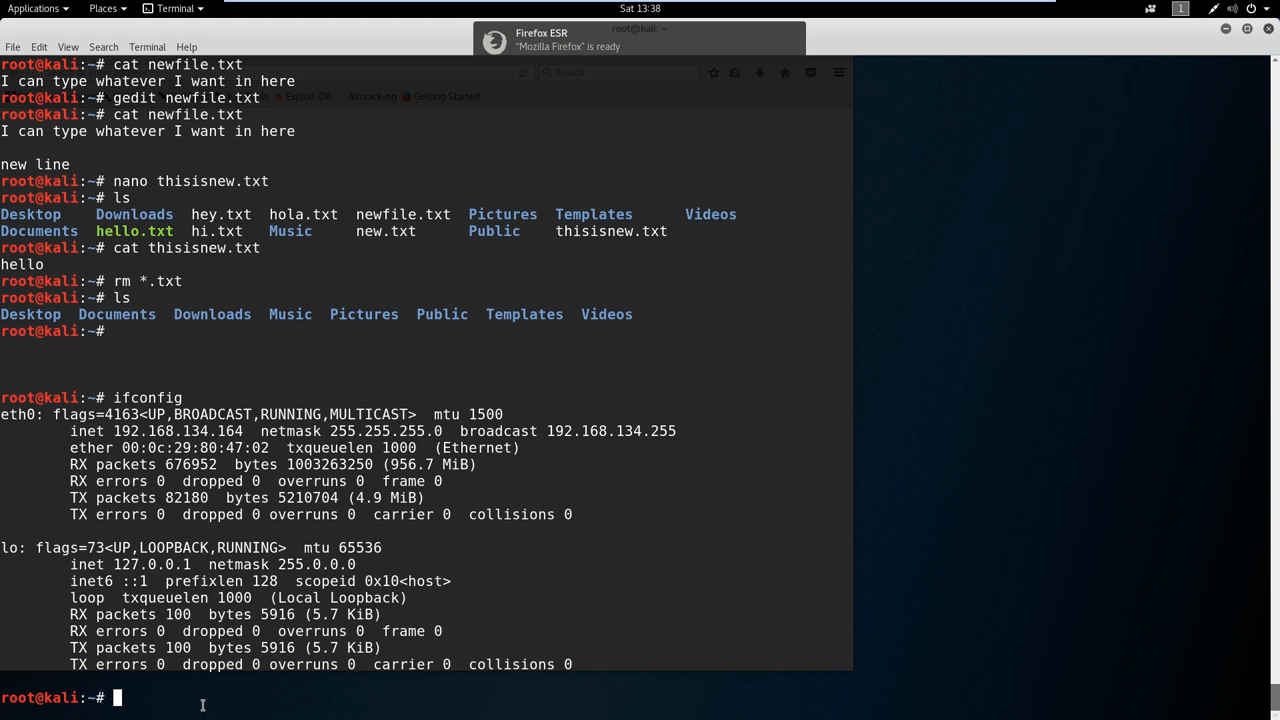 Applications Places Terminal Sat 13:38 1
root@kali: ~
Firefox ESR
"Mozilla Firefox" is ready
File Edit View Search Terminal Help
root@kali:~# cat newfile.txt
I can type whatever I want in here
Search
root@kali:~# gedit newfile.txt
Exploit-DB Aircrack-ng Getting Started
root@kali:~# cat newfile.txt
I can type whatever I want in here
new line
root@kali:~# nano thisisnew.txt
root@kali:~# ls
Desktop Downloads hey.txt hola.txt newfile.txt Pictures Templates Videos
Documents hello.txt hi.txt Music new.txt Public thisisnew.txt
root@kali:~# cat thisisnew.txt
hello
root@kali:~# rm *.txt
root@kali:~# ls
Desktop Documents Downloads Music Pictures Public Templates Videos
root@kali:~#
root@kali:~# ifconfig
eth0: flags=4163<UP,BROADCAST,RUNNING,MULTICAST> mtu 1500
inet 192.168.134.164 netmask 255.255.255.0 broadcast 192.168.134.255
ether 00:0c:29:80:47:02 txqueuelen 1000 (Ethernet)
RX packets 676952 bytes 1003263250 (956.7 MiB)
RX errors 0 dropped 0 overruns 0 frame 0
TX packets 82180 bytes 5210704 (4.9 MiB)
TX errors 0 dropped 0 overruns 0 carrier 0 collisions 0
lo: flags=73<UP,LOOPBACK,RUNNING> mtu 65536
inet 127.0.0.1 netmask 255.0.0.0
inet6 ::1 prefixlen 128 scopeid 0x10<host>
loop txqueuelen 1000 (Local Loopback)
RX packets 100 bytes 5916 (5.7 KiB)
RX errors 0 dropped 0 overruns 0 frame 0
TX packets 100 bytes 5916 (5.7 KiB)
TX errors 0 dropped 0 overruns 0 carrier 0 collisions 0
root@kali:~#